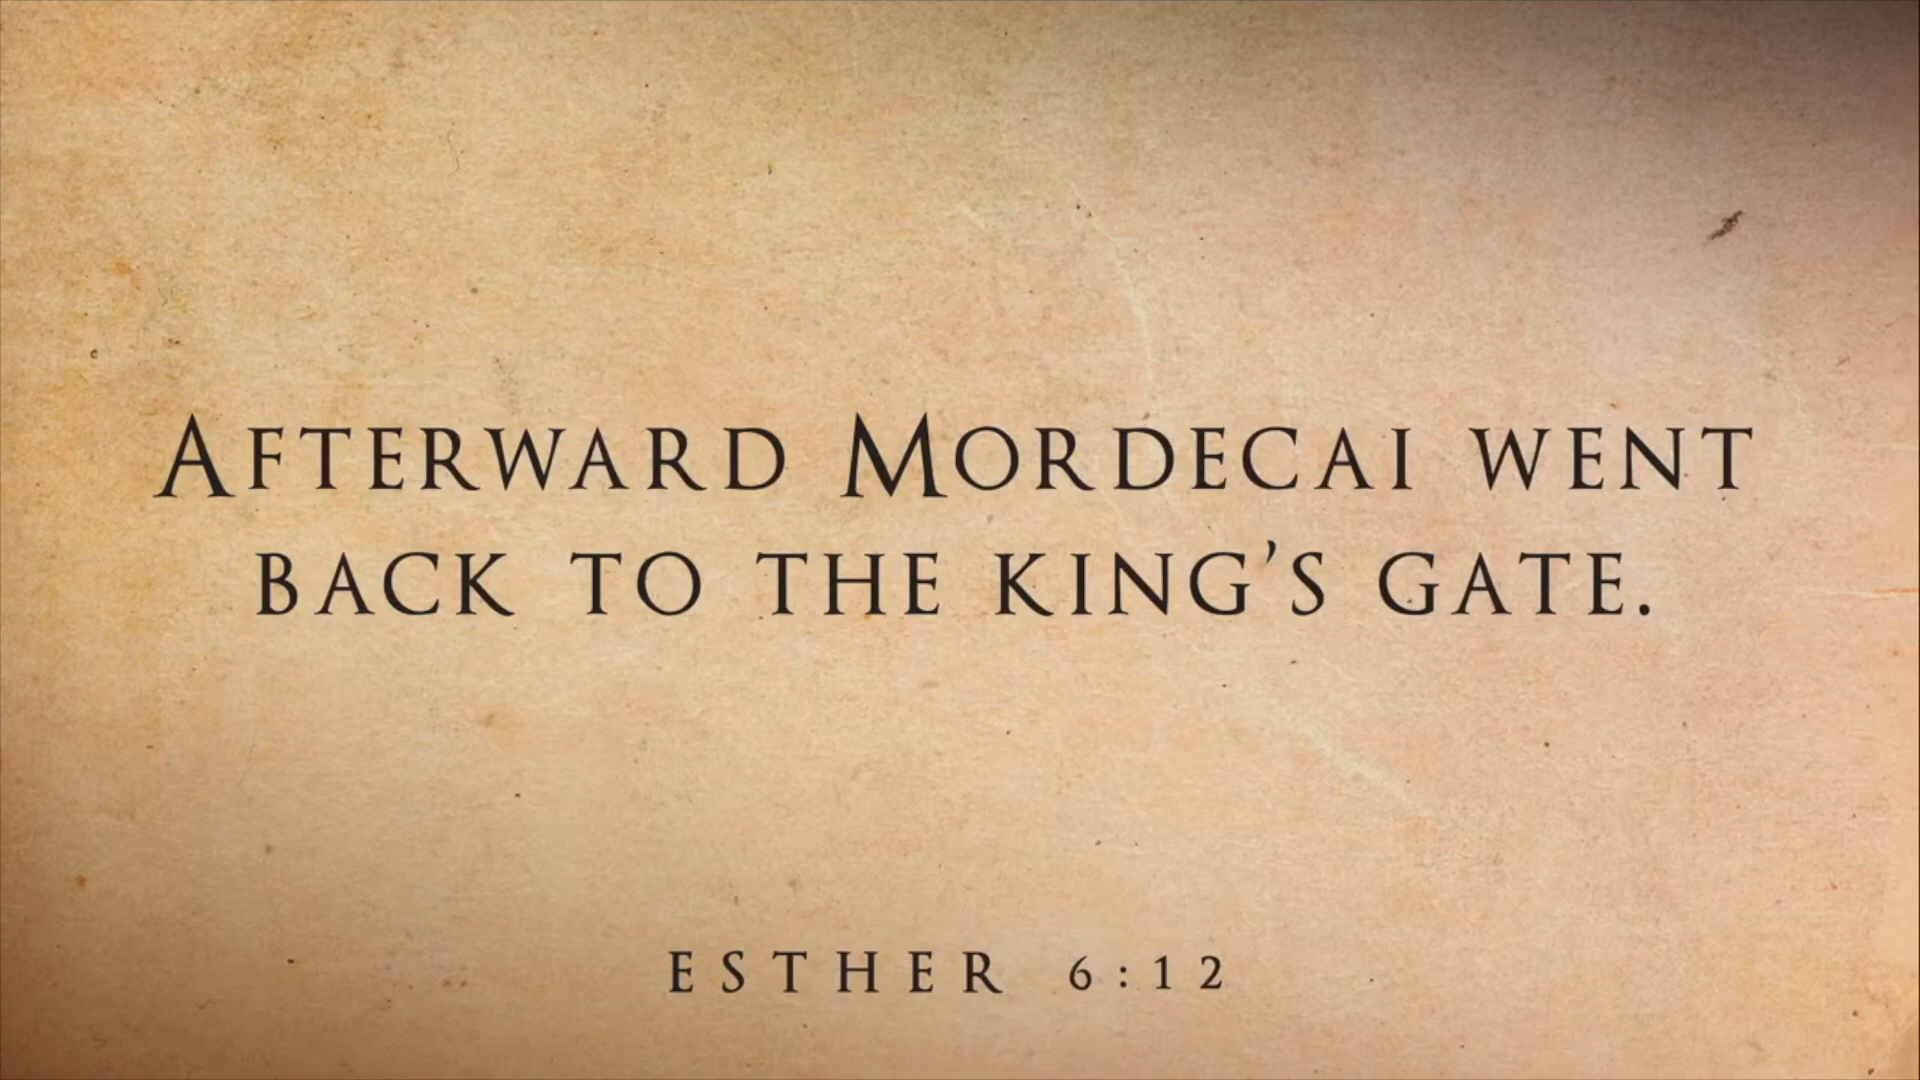 Afterward Mordecai went
back to the king’s gate.
Esther 6:12